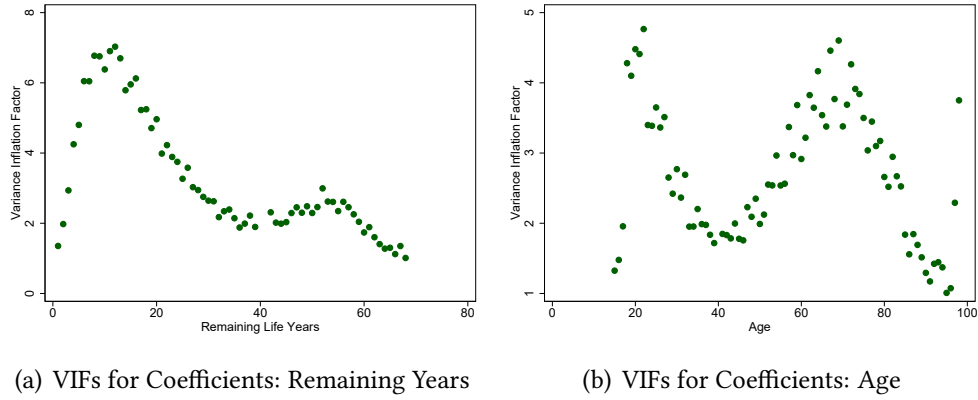 8
6
4
2
0
Variance Inflation Factor
0 20 40 60 80
Remaining Life Years
5
4
3
2
1
Variance Inflation Factor
0 20 40 60 80 100
Age
(a) VIFs for Coefficients: Remaining Years
(b) VIFs for Coefficients: Age